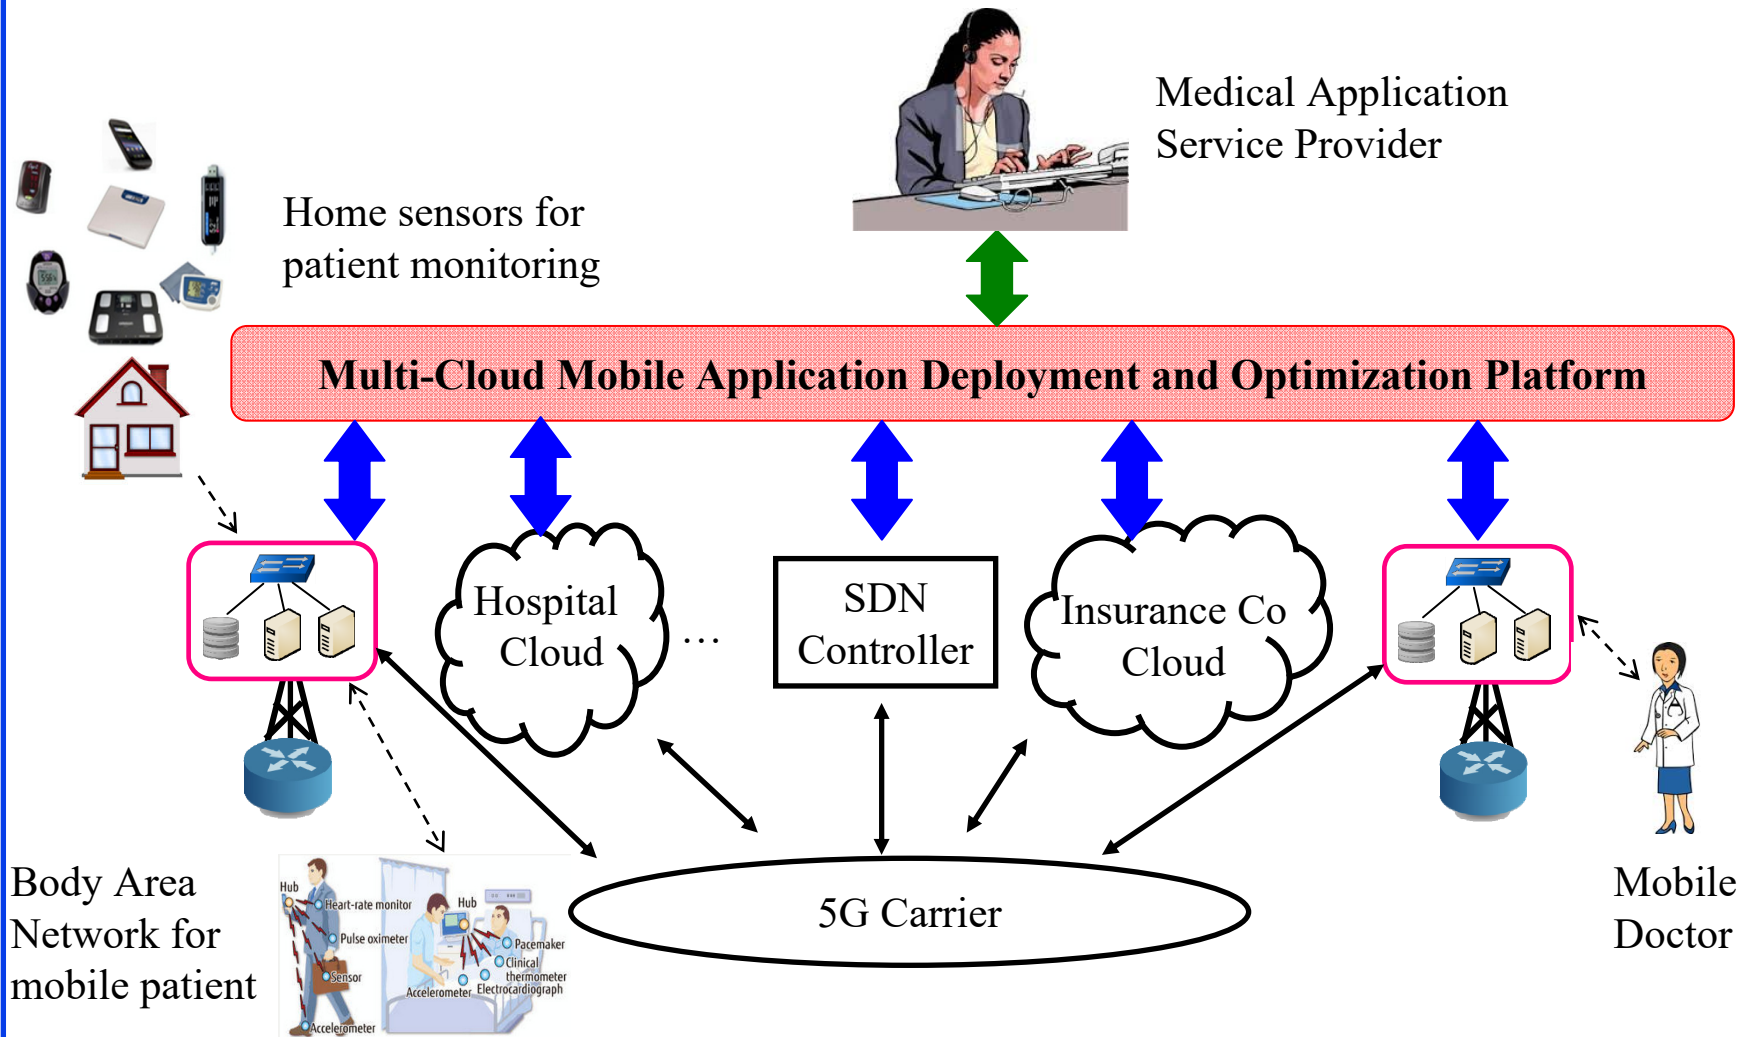 Medical Application
Service Provider
Home sensors for
patient monitoring
Multi-Cloud Mobile Application Deployment and Optimization Platform
Hospital
Cloud
...
SDN
Controller
Insurance Co
Cloud
5G Carrier
Body Area
Network for
mobile patient
Hub
Heart-rate monitor
Pulse oximeter
Sensor
Accelerometer
Hub
Pacemaker
Clinical
thermometer
Accelerometer
Electrocardiograph
Mobile
Doctor